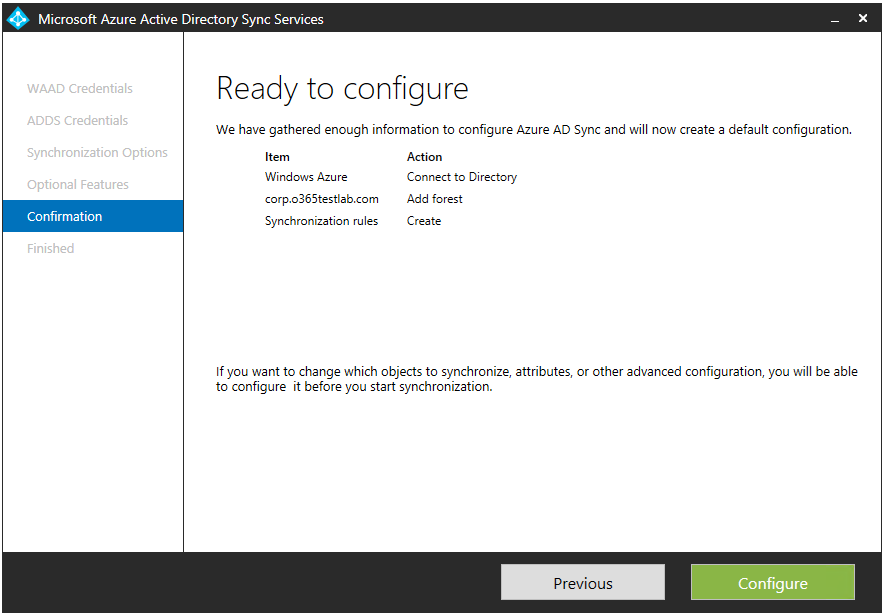 Microsoft Azure Active Directory Sync Services
WAAD Credentials
ADDS Credentials
Synchronization Options
Optional Features
Confirmation
Finished
Ready to configure
We have gathered enough information to configure Azure AD Sync and will now create a default configuration.
Item Action
Windows Azure Connect to Directory
corp.o365testlab.com Add forest
Synchronization rules Create
If you want to change which objects to synchronize, attributes, or other advanced configuration, you will be able
to configure  it before you start synchronization.
Previous Configure